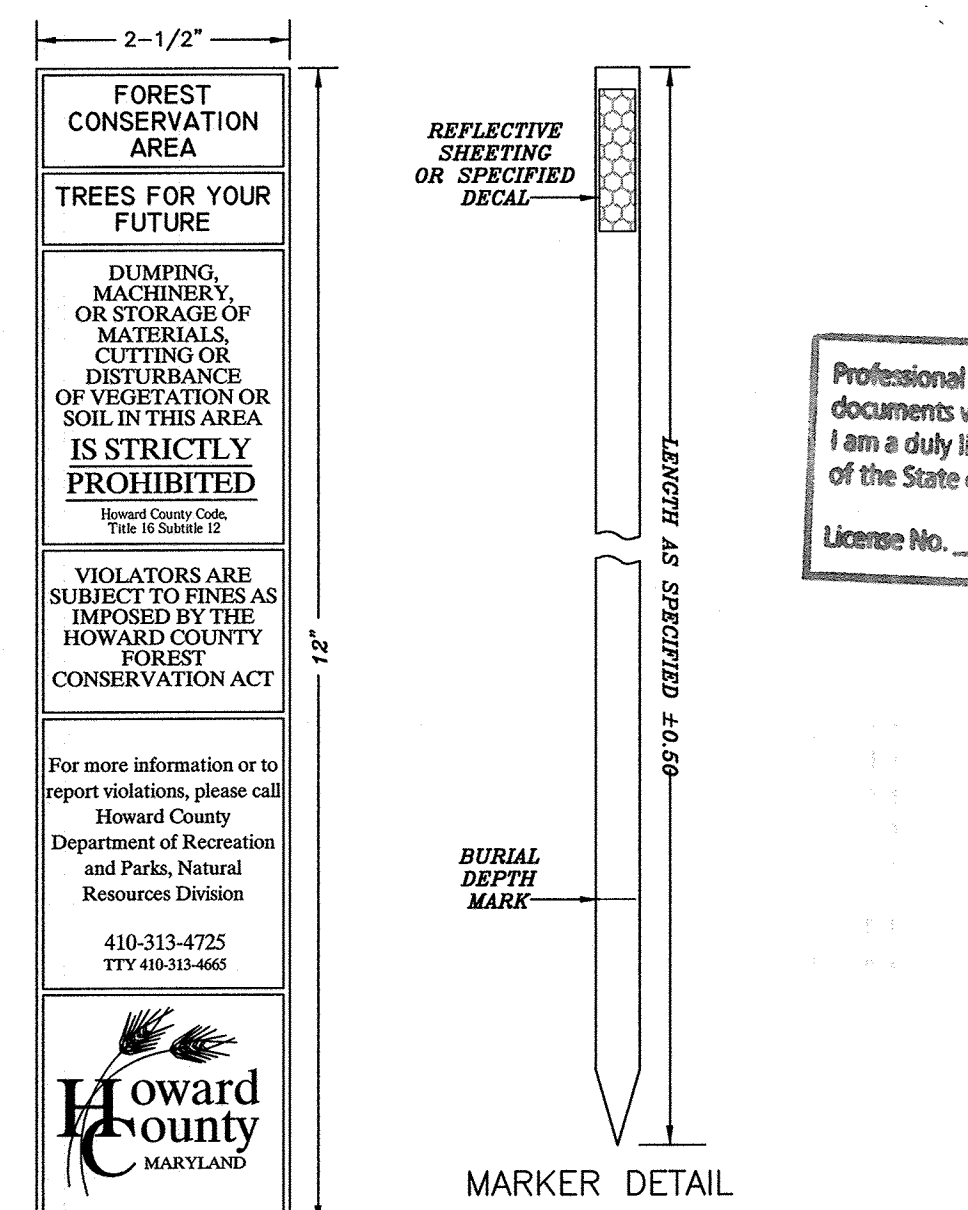 2-1/2"
FOREST
CONSERVATION
AREA
TREES FOR YOUR
FUTURE
DUMPING,
MACHINERY,
OR STORAGE OF
MATERIALS,
CUTTING OR
DISTURBANCE
OF VEGETATION OR
SOIL IN THIS AREA
IS STRICTLY
PROHIBITED
Howard County Code,
Title 16 Subtitle 12
VIOLATORS ARE
SUBJECT TO FINES AS
IMPOSED BY THE
HOWARD COUNTY
FOREST
CONSERVATION ACT
For more information or to
report violations, please call
Howard County
Department of Recreation
and Parks, Natural
Resources Division
410-313-4725
TTY 410-313-4665
Howard
County
MARYLAND
12"
REFLECTIVE
SHEETING
OR SPECIFIED
DECAL
LENGTH AS SPECIFIED ±0.50
BURIAL
DEPTH
MARK
MARKER DETAIL
Professional
documents
I am a duly
of the State
License No.